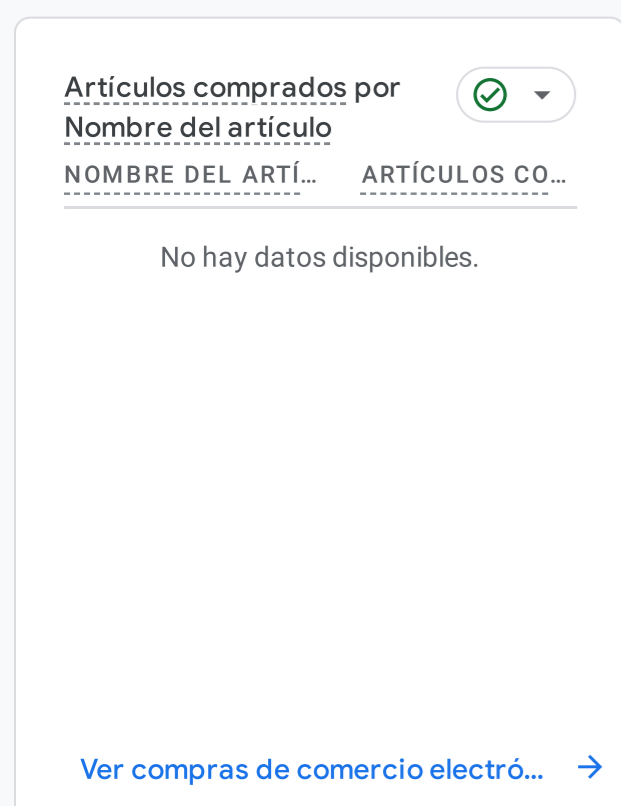 Artículos comprados por
Nombre del artículo
NOMBRE DEL ARTÍ… ARTÍCULOS CO…
No hay datos disponibles.
Ver compras de comercio electró…